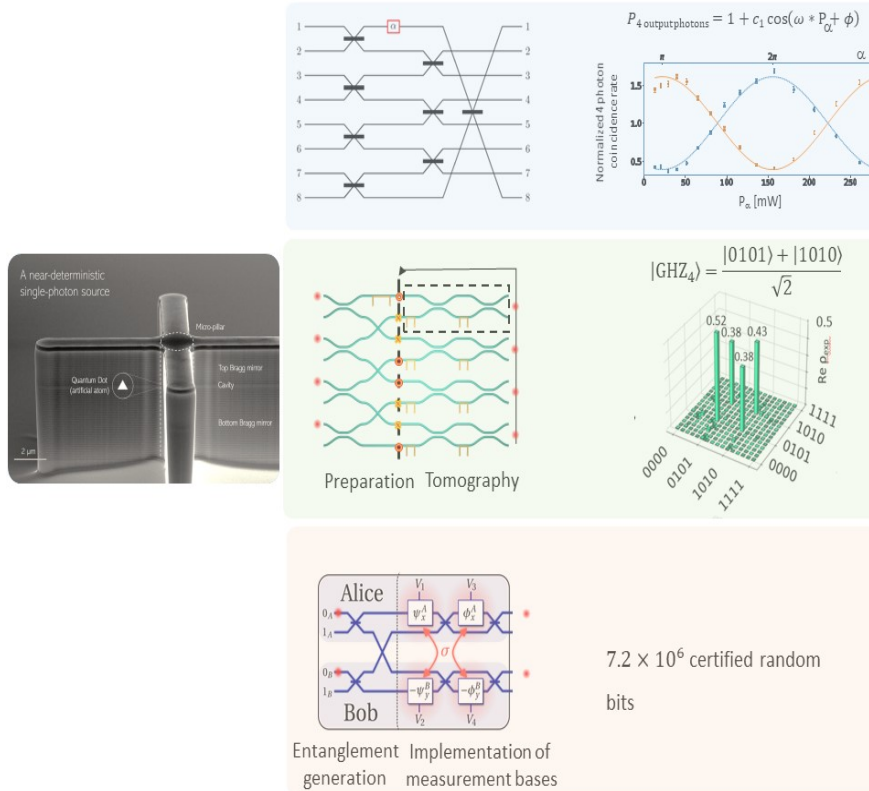 1
2
3
4
5
6
7
8
α
1
2
3
4
5
6
7
8
P4 output photons = 1 + c1 cos(ω * Pα + ϕ)
π
2π
α
Normalized 4 photon
coincidence rate
1.5
1.0
0.5
0
50
100
150
200
250
Pα [mW]
A near-deterministic
single-photon source
Micro-pillar
Top Bragg mirror
Quantum Dot
(artificial atom)
Cavity
Bottom Bragg mirror
2 μm
Preparation Tomography
|GHZ4⟩ = |0101⟩ + |1010⟩
√2
0.52
0.38
0.43
0.38
0.5
Re ρexp
0000
0101
1010
1111
1111
1010
0101
0000
Alice
V1
V3
0A
1A
ψxA
ϕxA
σ
0B
1B
−ψyB
−ϕyB
Bob
V2
V4
Entanglement
generation
Implementation of
measurement bases
7.2 × 10⁶ certified random
bits